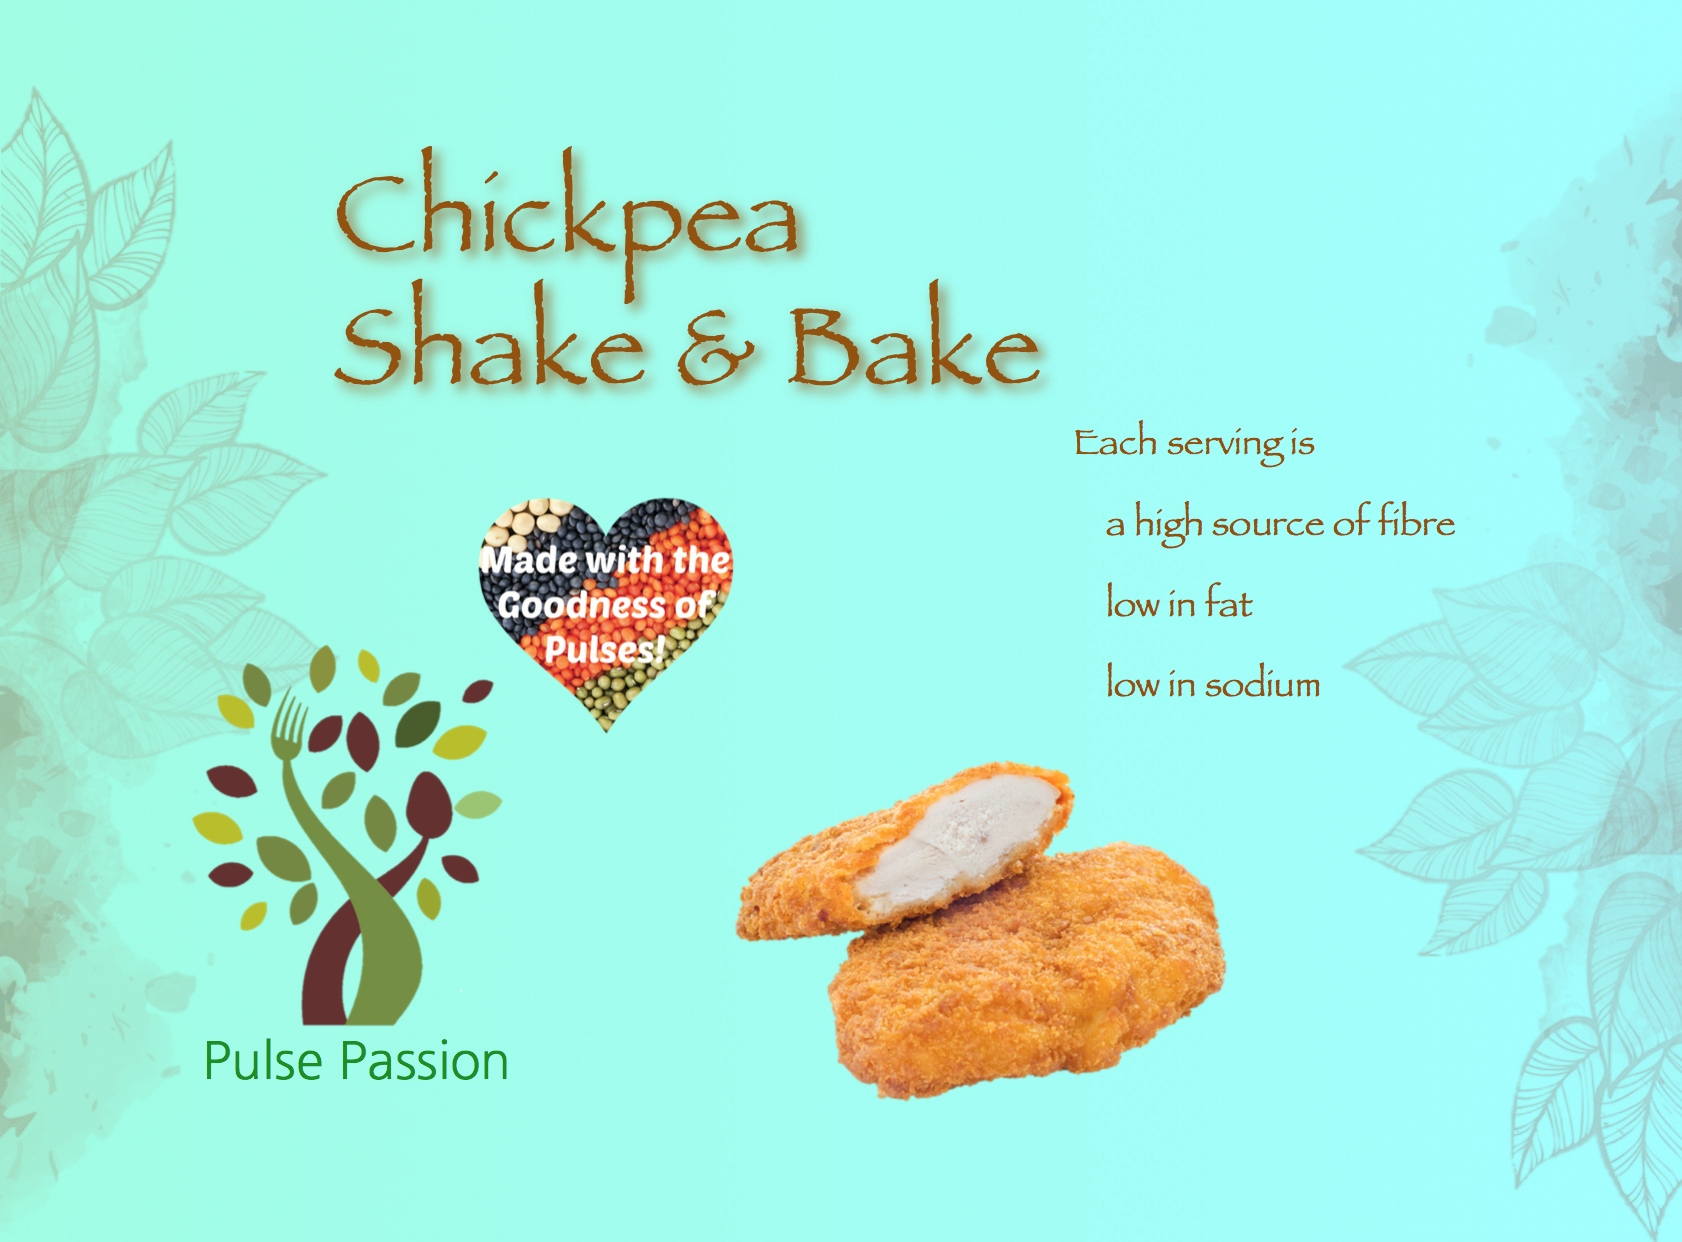 Chickpea
Shake & Bake
Each serving is
a high source of fibre
low in fat
low in sodium
Made with the
Goodness of
Pulses!
Pulse Passion